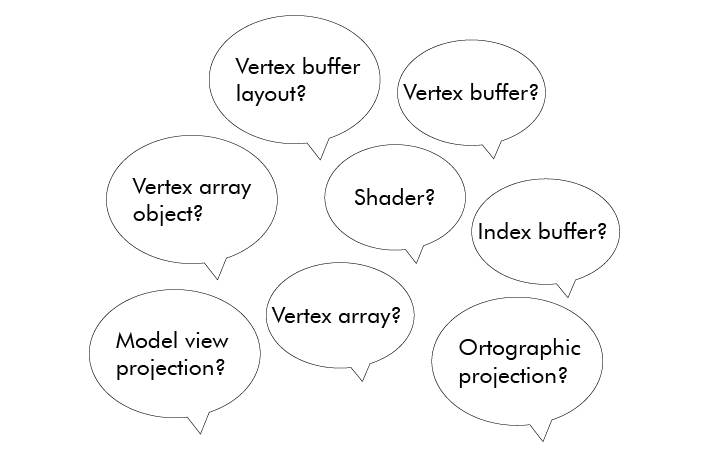 Vertex buffer
layout?
Vertex buffer?
Vertex array
object?
Shader?
Index buffer?
Vertex array?
Model view
projection?
Ortographic
projection?